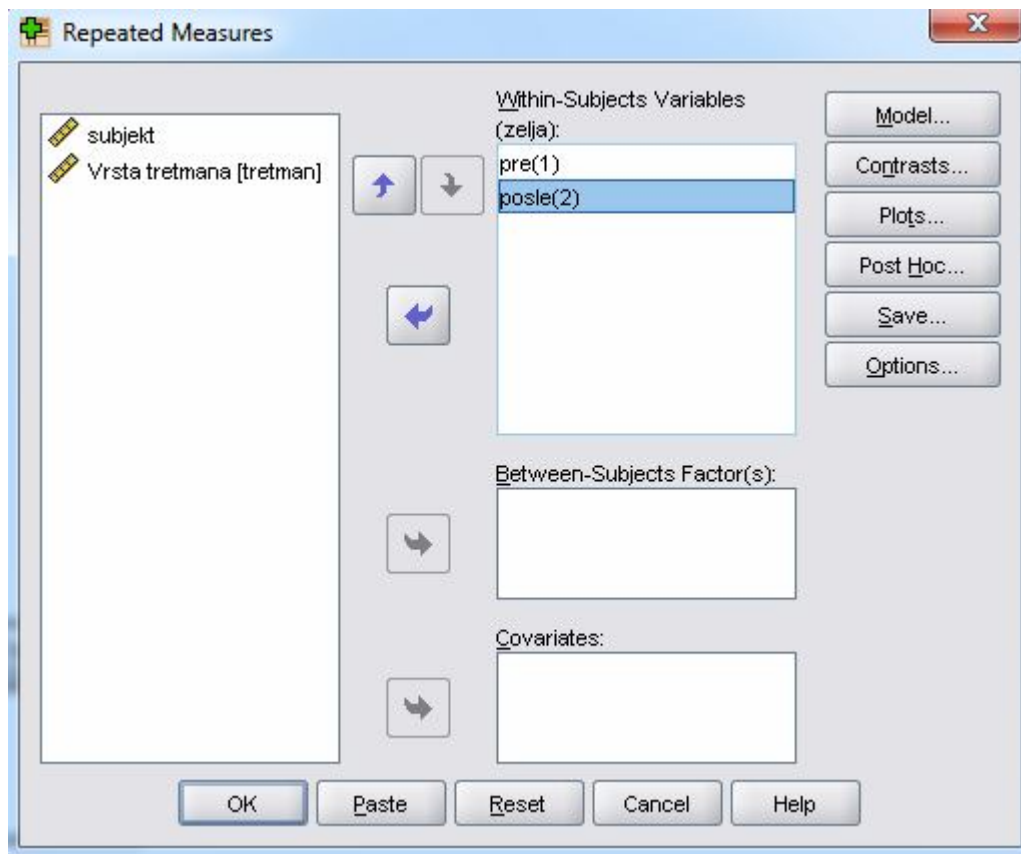 Repeated Measures
subjekt
Vrsta tretmana [tretman]
Within-Subjects Variables
(zelja):
pre(1)
posle(2)
Between-Subjects Factor(s):
Covariates:
Model...
Contrasts...
Plots...
Post Hoc...
Save...
Options...
OK
Paste
Reset
Cancel
Help